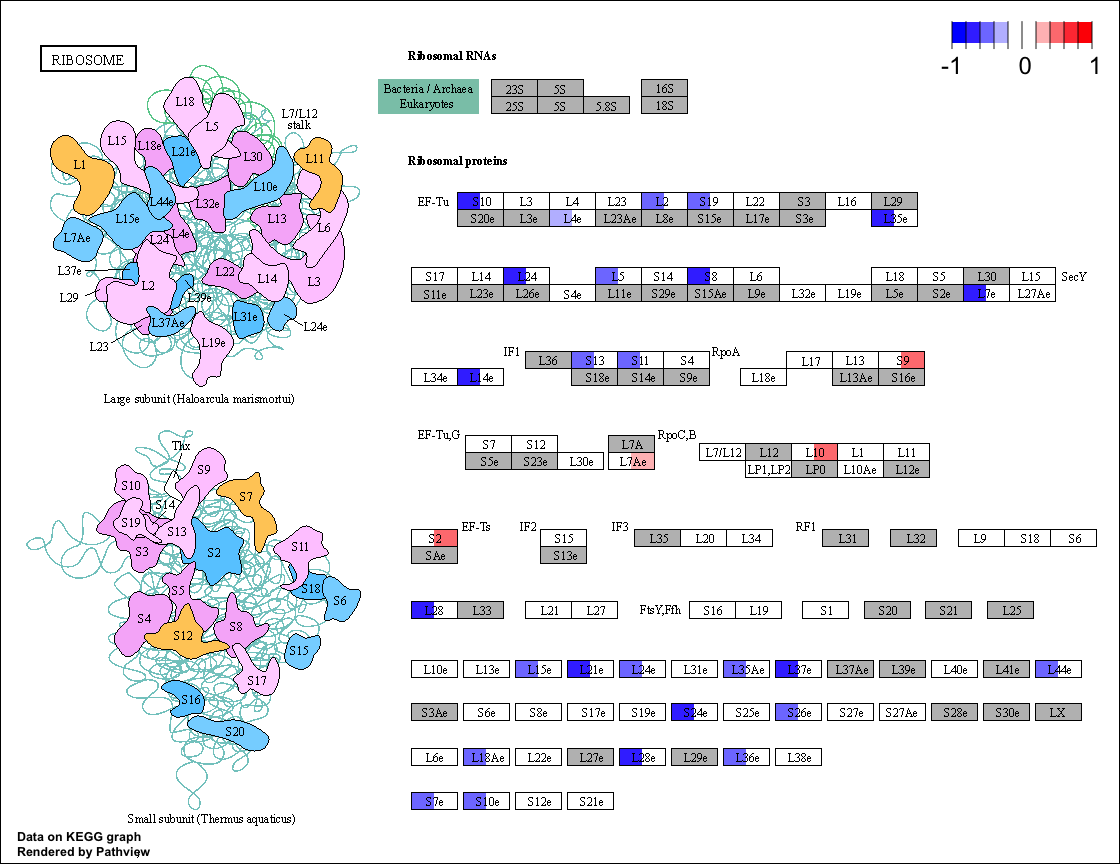 RIBOSOME
Ribosomal RNAs
-1 0 1
Bacteria / Archaea 23S 5S 16S
Eukaryotes 25S 5S 5.8S 18S
Ribosomal proteins
EF-Tu S10 L3 L4 L23 L2 S19 L22 S3 L16 L29
S20e L3e L4e L23Ae L8e S15e L17e S3e L35e
S17 L14 L24 L5 S14 S8 L6 L18 S5 L30 L15 SecY
S11e L23e L26e S4e L11e S29e S15Ae L9e L32e L19e L5e S2e L7e L27Ae
IF1 L36 S13 S11 S4 RpoA L17 L13 S9
L34e L14e S18e S14e S9e L18e L13Ae S16e
EF-Tu,G S7 S12 L7A RpoC,B L7/L12 L12 L10 L1 L11
S5e S23e L30e L7Ae LP1,LP2 LP0 L10Ae L12e
S2 EF-Ts IF2 S15 IF3 L35 L20 L34 RF1 L31 L32 L9 S18 S6
SAe S13e
L28 L33 L21 L27 FtsY,Ffh S16 L19 S1 S20 S21 L25
L10e L13e L15e L21e L24e L31e L35Ae L37e L37Ae L39e L40e L41e L44e
S3Ae S6e S8e S17e S19e S24e S25e S26e S27e S27Ae S28e S30e LX
L6e L18Ae L22e L27e L28e L29e L36e L38e
S7e S10e S12e S21e
L18
L5
L7/L12
stalk
L15
L18e
L21e
L30
L11
L1
L10e
L44e
L32e
L15e
L13
L6
L7Ae
L24
L4e
L37e
L22
L14
L3
L2
L29
L39e
L37Ae
L31e
L24e
L23
L19e
Large subunit (Haloarcula marismortui)
Thx
S9
S10
S7
S14
S19
S13
S3
S2
S11
S5
S18
S6
S4
S12
S8
S15
S17
S16
S20
Small subunit (Thermus aquaticus)
Data on KEGG graph
Rendered by Pathview